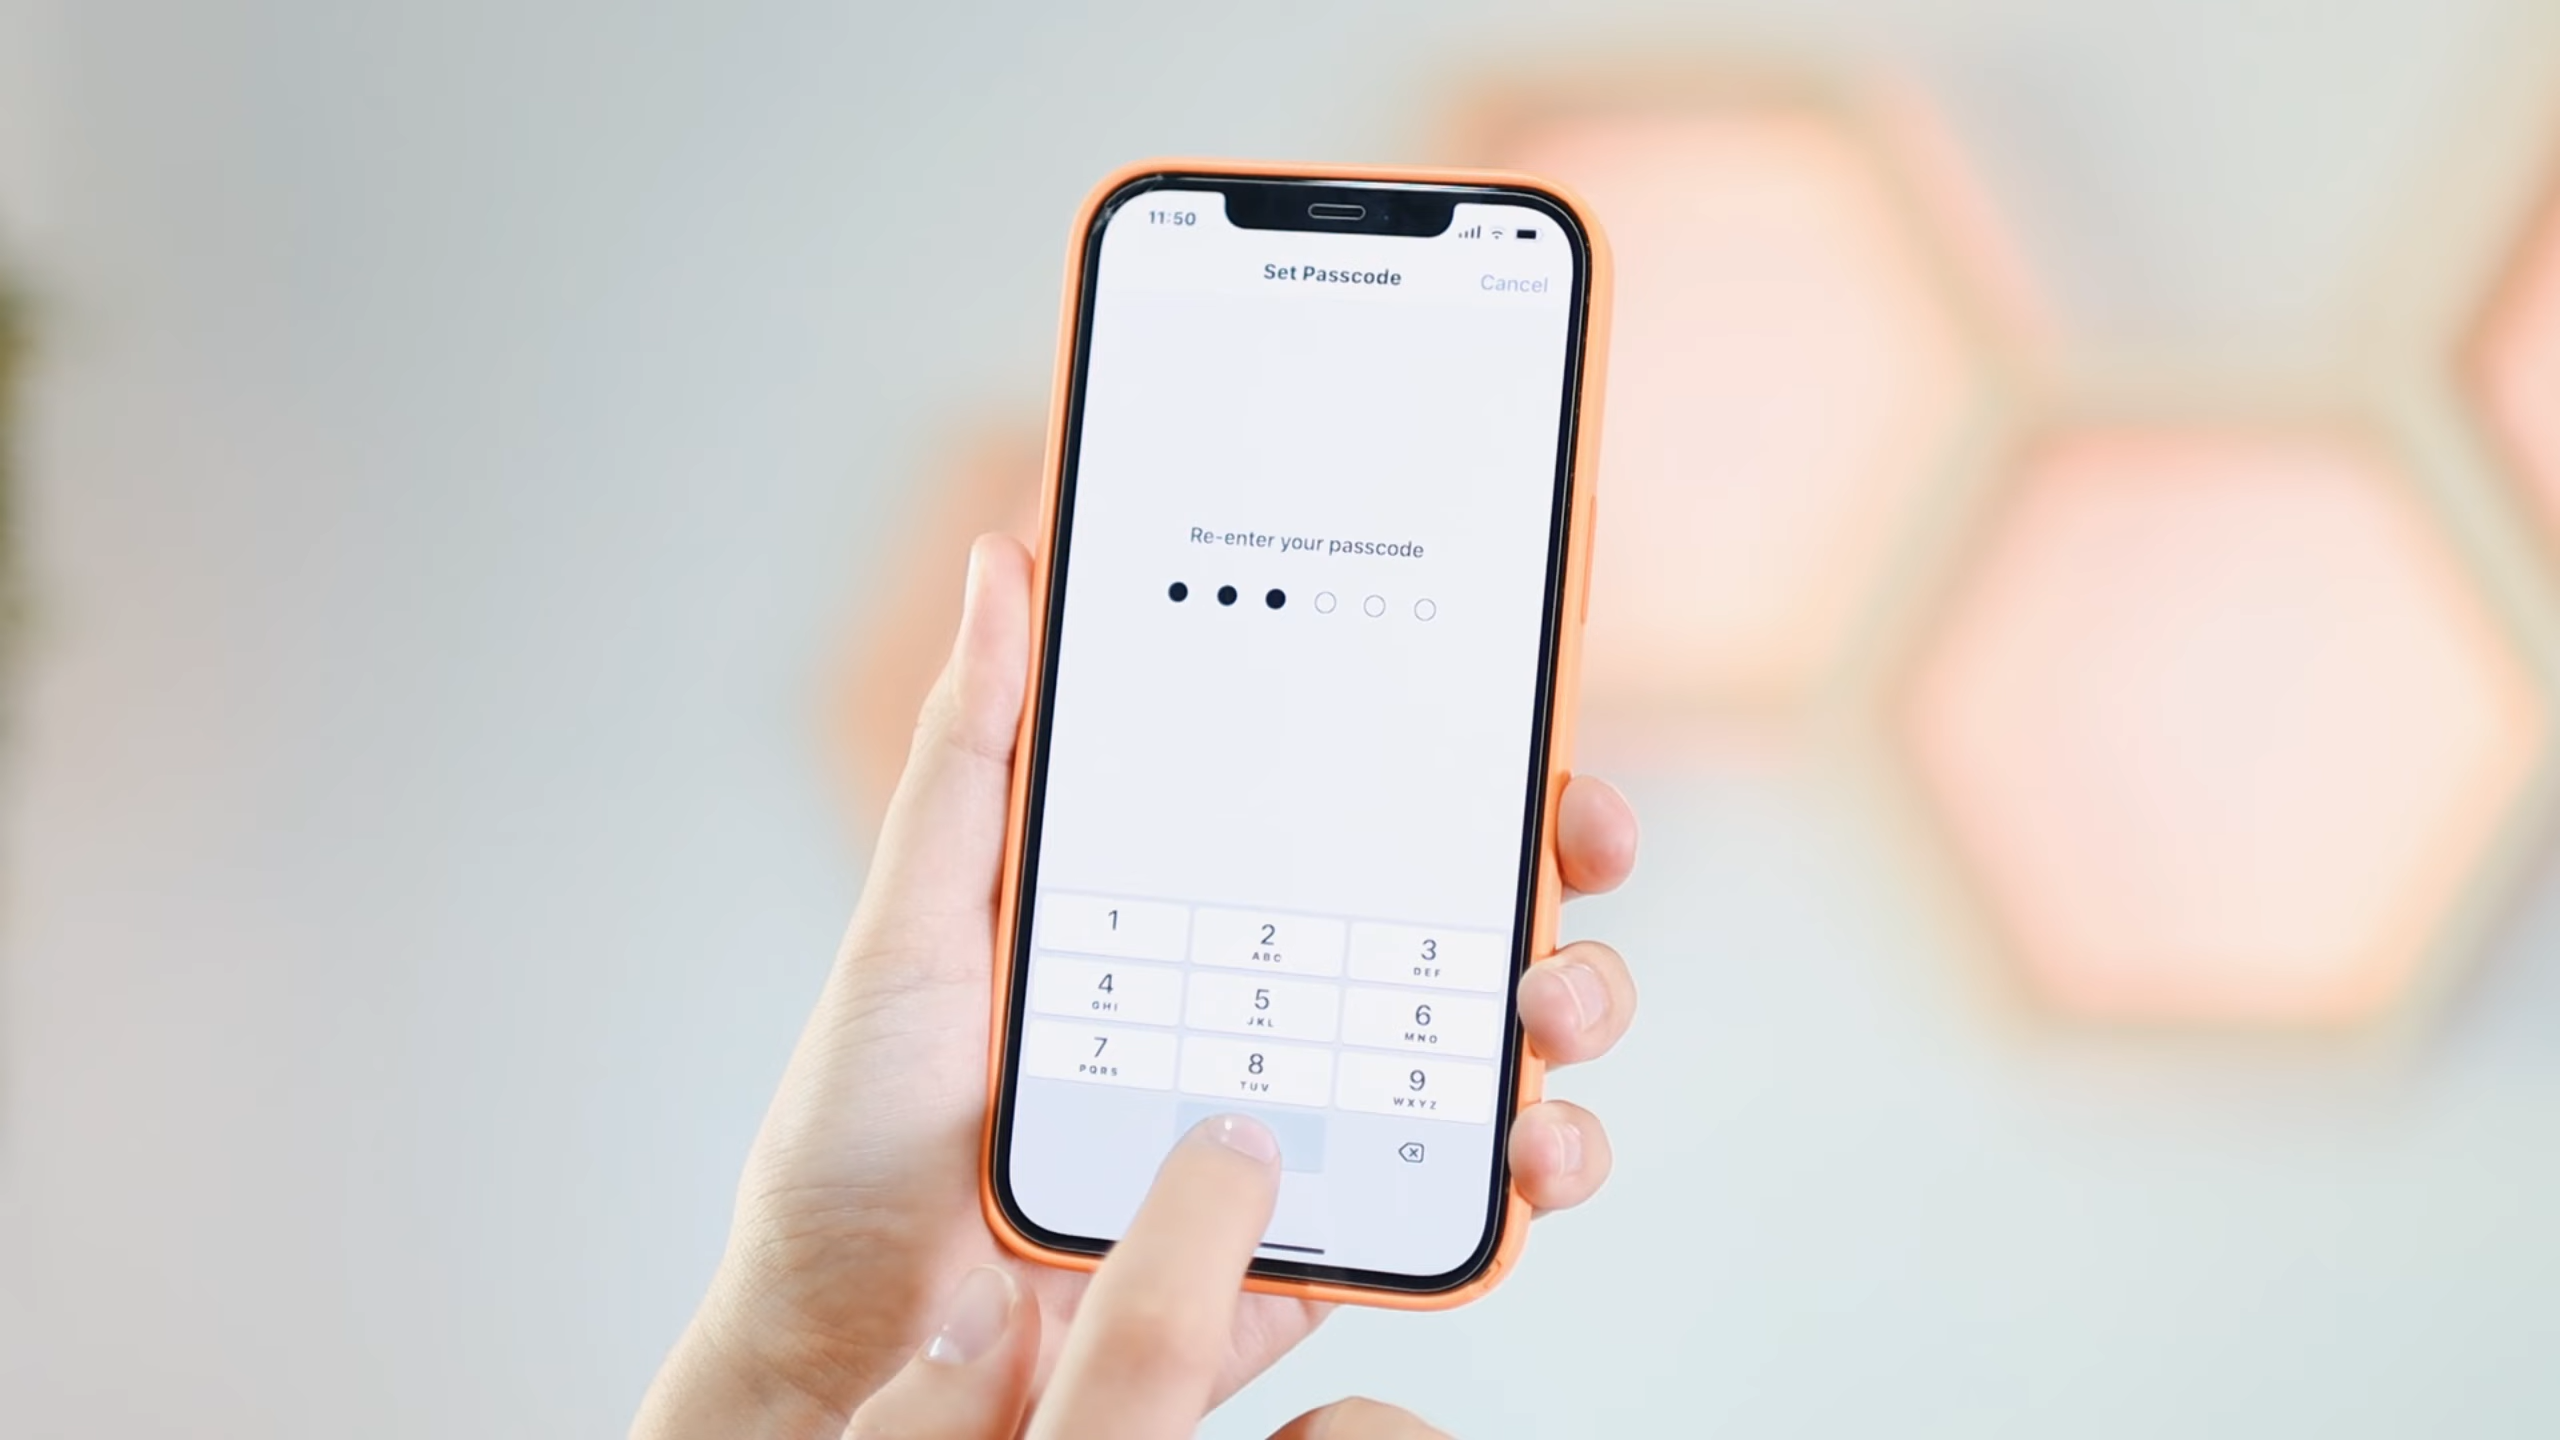 11:50
Set Passcode
Cancel
Re-enter your passcode
1
2
ABC
3
DEF
4
GHI
5
JKL
6
MNO
7
PQRS
8
TUV
9
WXYZ